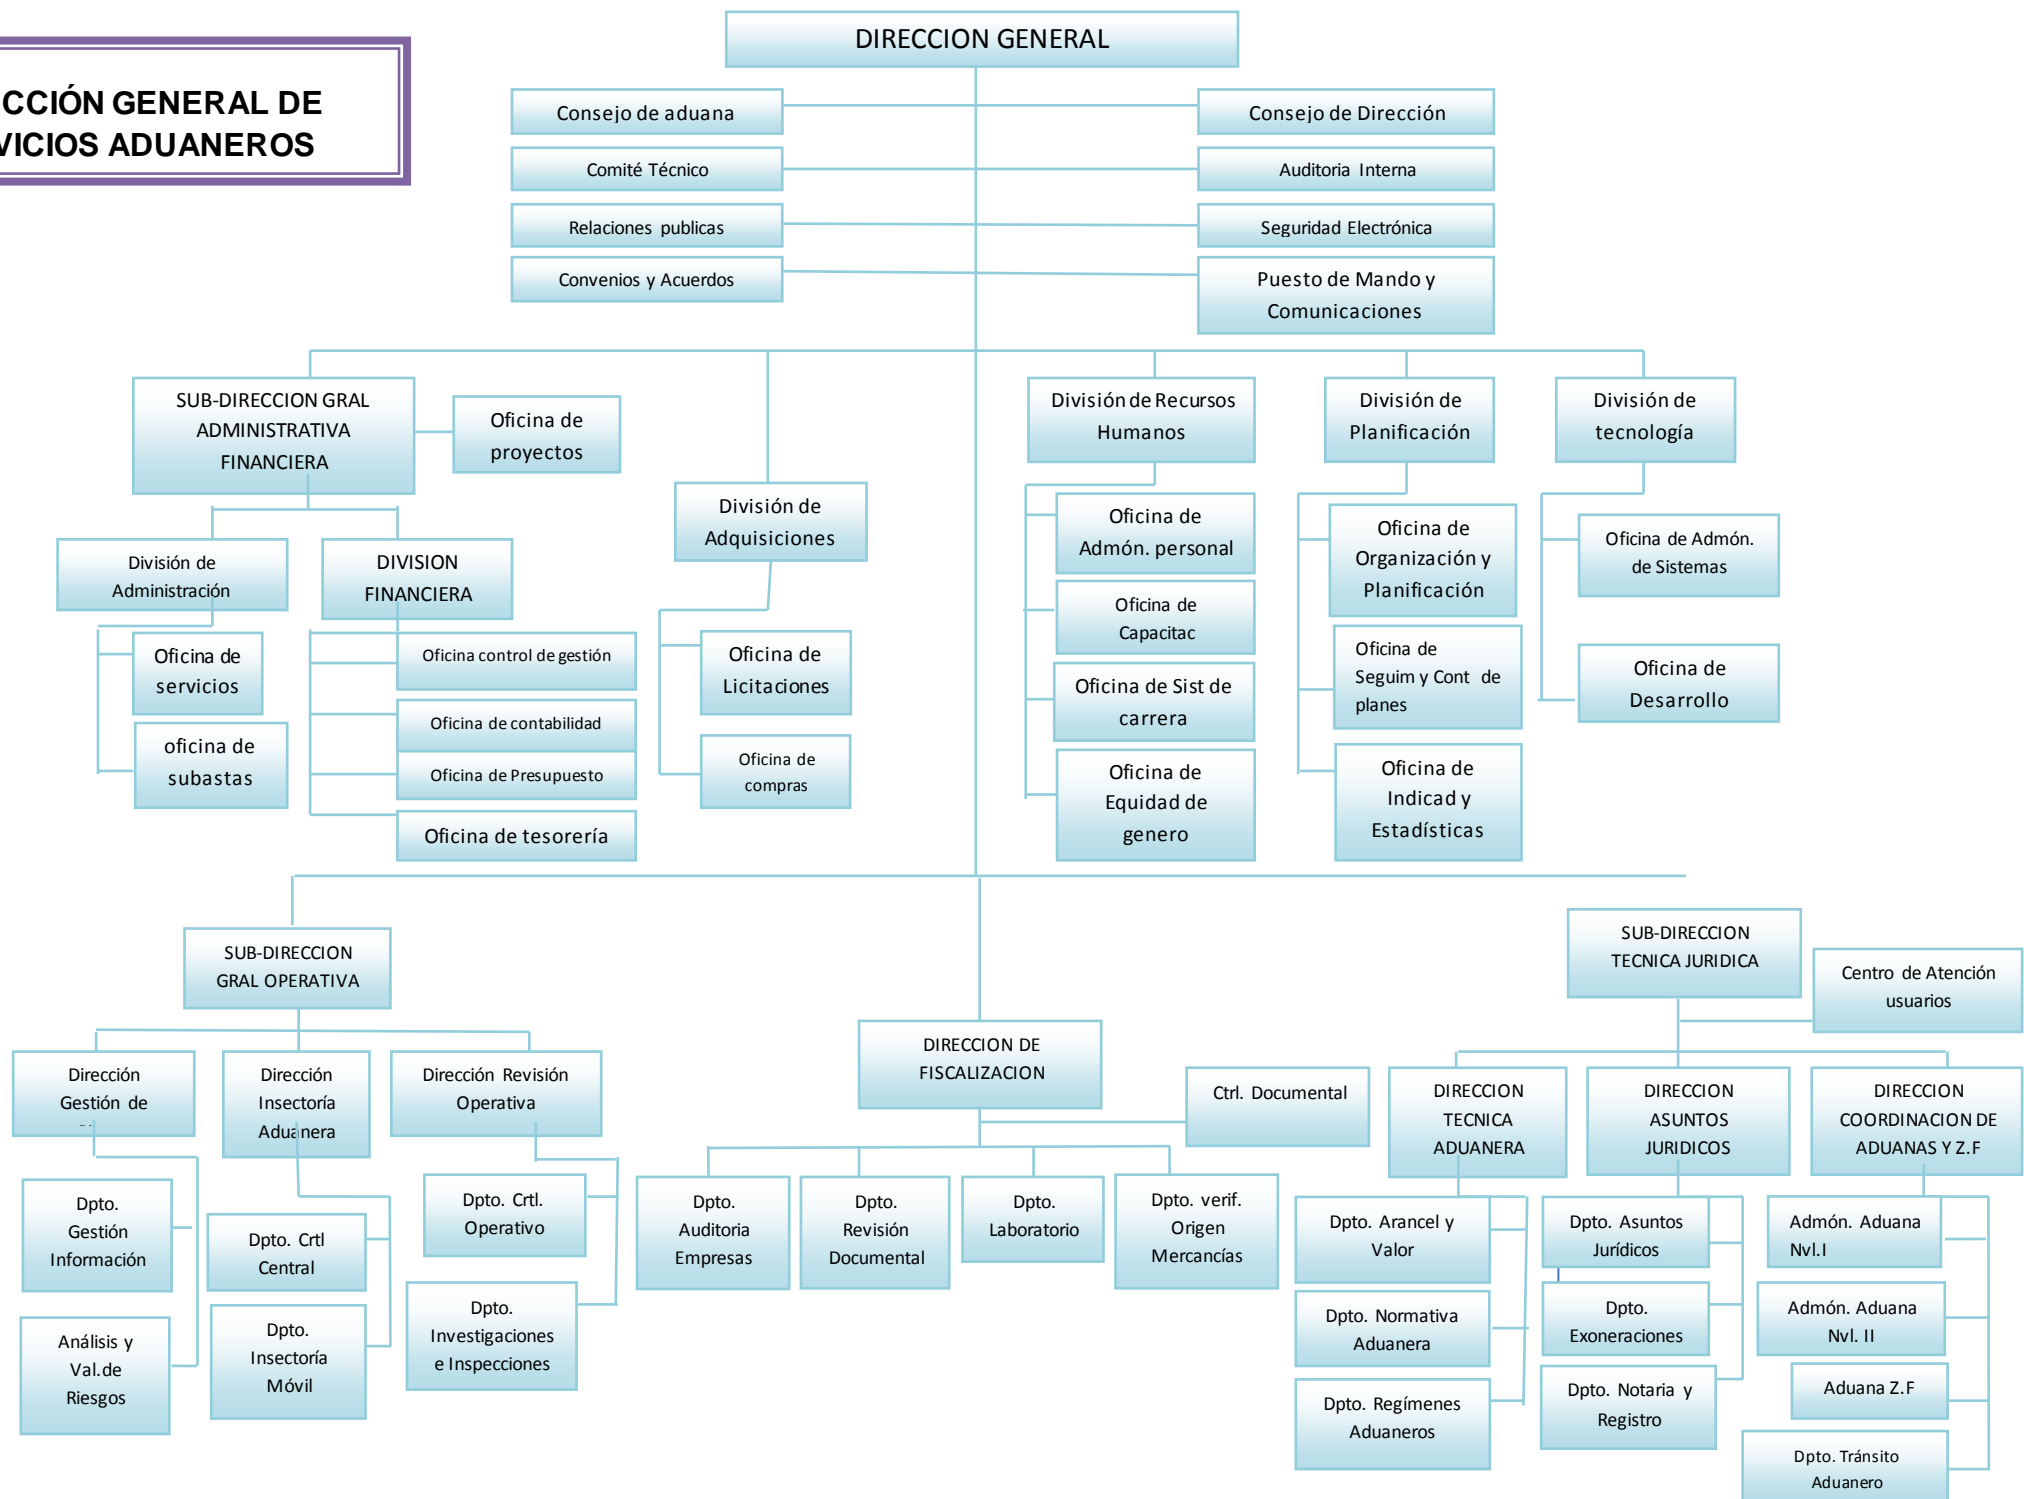 DIRECCION GENERAL
CCIÓN GENERAL DE
VICIOS ADUANEROS
Consejo de aduana
Consejo de Dirección
Comité Técnico
Auditoria Interna
Relaciones publicas
Seguridad Electrónica
Convenios y Acuerdos
Puesto de Mando y
Comunicaciones
SUB-DIRECCION GRAL
ADMINISTRATIVA
FINANCIERA
Oficina de
proyectos
División de
Adquisiciones
División de Recursos
Humanos
División de
Planificación
División de
tecnología
División de
Administración
DIVISION
FINANCIERA
Oficina de
servicios
oficina de
subastas
Oficina control de gestión
Oficina de contabilidad
Oficina de Presupuesto
Oficina de tesorería
Oficina de
Licitaciones
Oficina de
compras
Oficina de
Admón. personal
Oficina de
Capacitac
Oficina de Sist de
carrera
Oficina de
Equidad de
genero
Oficina de
Organización y
Planificación
Oficina de
Seguim y Cont de
planes
Oficina de
Indicad y
Estadísticas
Oficina de Admón.
de Sistemas
Oficina de
Desarrollo
SUB-DIRECCION
GRAL OPERATIVA
SUB-DIRECCION
TECNICA JURIDICA
Centro de Atención
usuarios
Dirección
Gestión de
Dirección
Insectoría
Aduanera
Dirección Revisión
Operativa
DIRECCION DE
FISCALIZACION
Ctrl. Documental
DIRECCION
TECNICA
ADUANERA
DIRECCION
ASUNTOS
JURIDICOS
DIRECCION
COORDINACION DE
ADUANAS Y Z.F
Dpto.
Gestión
Información
Análisis y
Val.de
Riesgos
Dpto. Crtl
Central
Dpto.
Insectoría
Móvil
Dpto. Crtl.
Operativo
Dpto.
Investigaciones
e Inspecciones
Dpto.
Auditoria
Empresas
Dpto.
Revisión
Documental
Dpto.
Laboratorio
Dpto. verif.
Origen
Mercancías
Dpto. Arancel y
Valor
Dpto. Normativa
Aduanera
Dpto. Regímenes
Aduaneros
Dpto. Asuntos
Jurídicos
Dpto.
Exoneraciones
Dpto. Notaria y
Registro
Admón. Aduana
Nvl.I
Admón. Aduana
Nvl. II
Aduana Z.F
Dpto. Tránsito
Aduanero